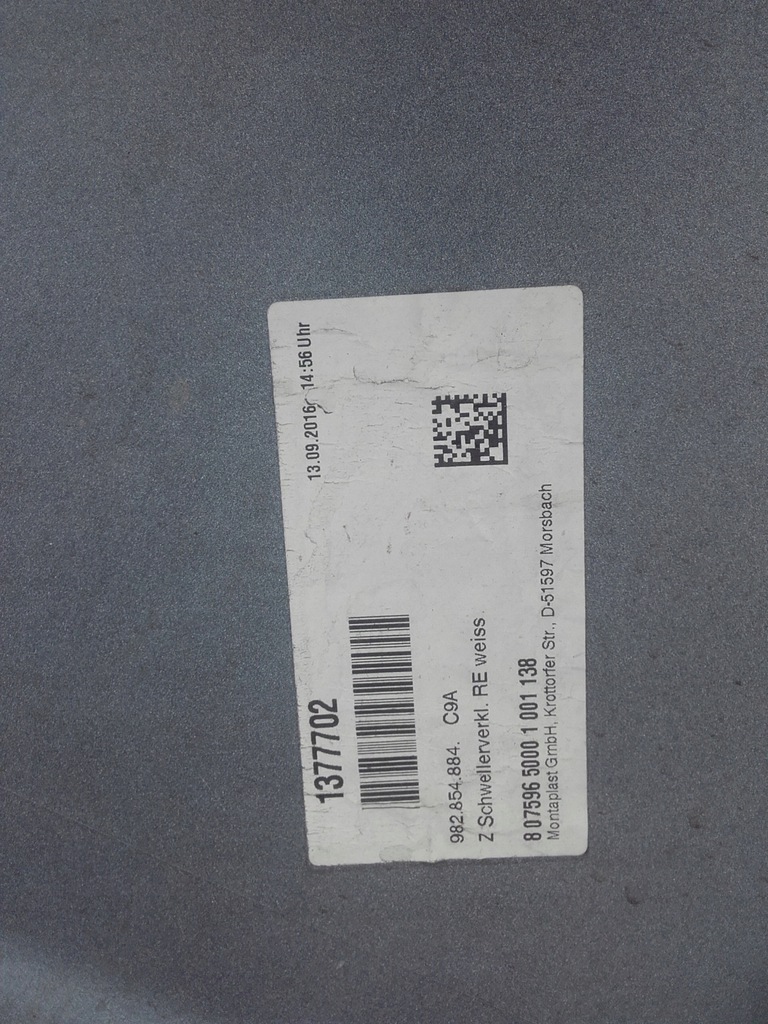 13.09.2016 14:56 Uhr
1377702
982.854.884. C9A
Z Schwellerverkl. RE weiss
8 07596 5000 1 001 138
Montaplast GmbH, Krottorfer Str., D-51597 Morsbach